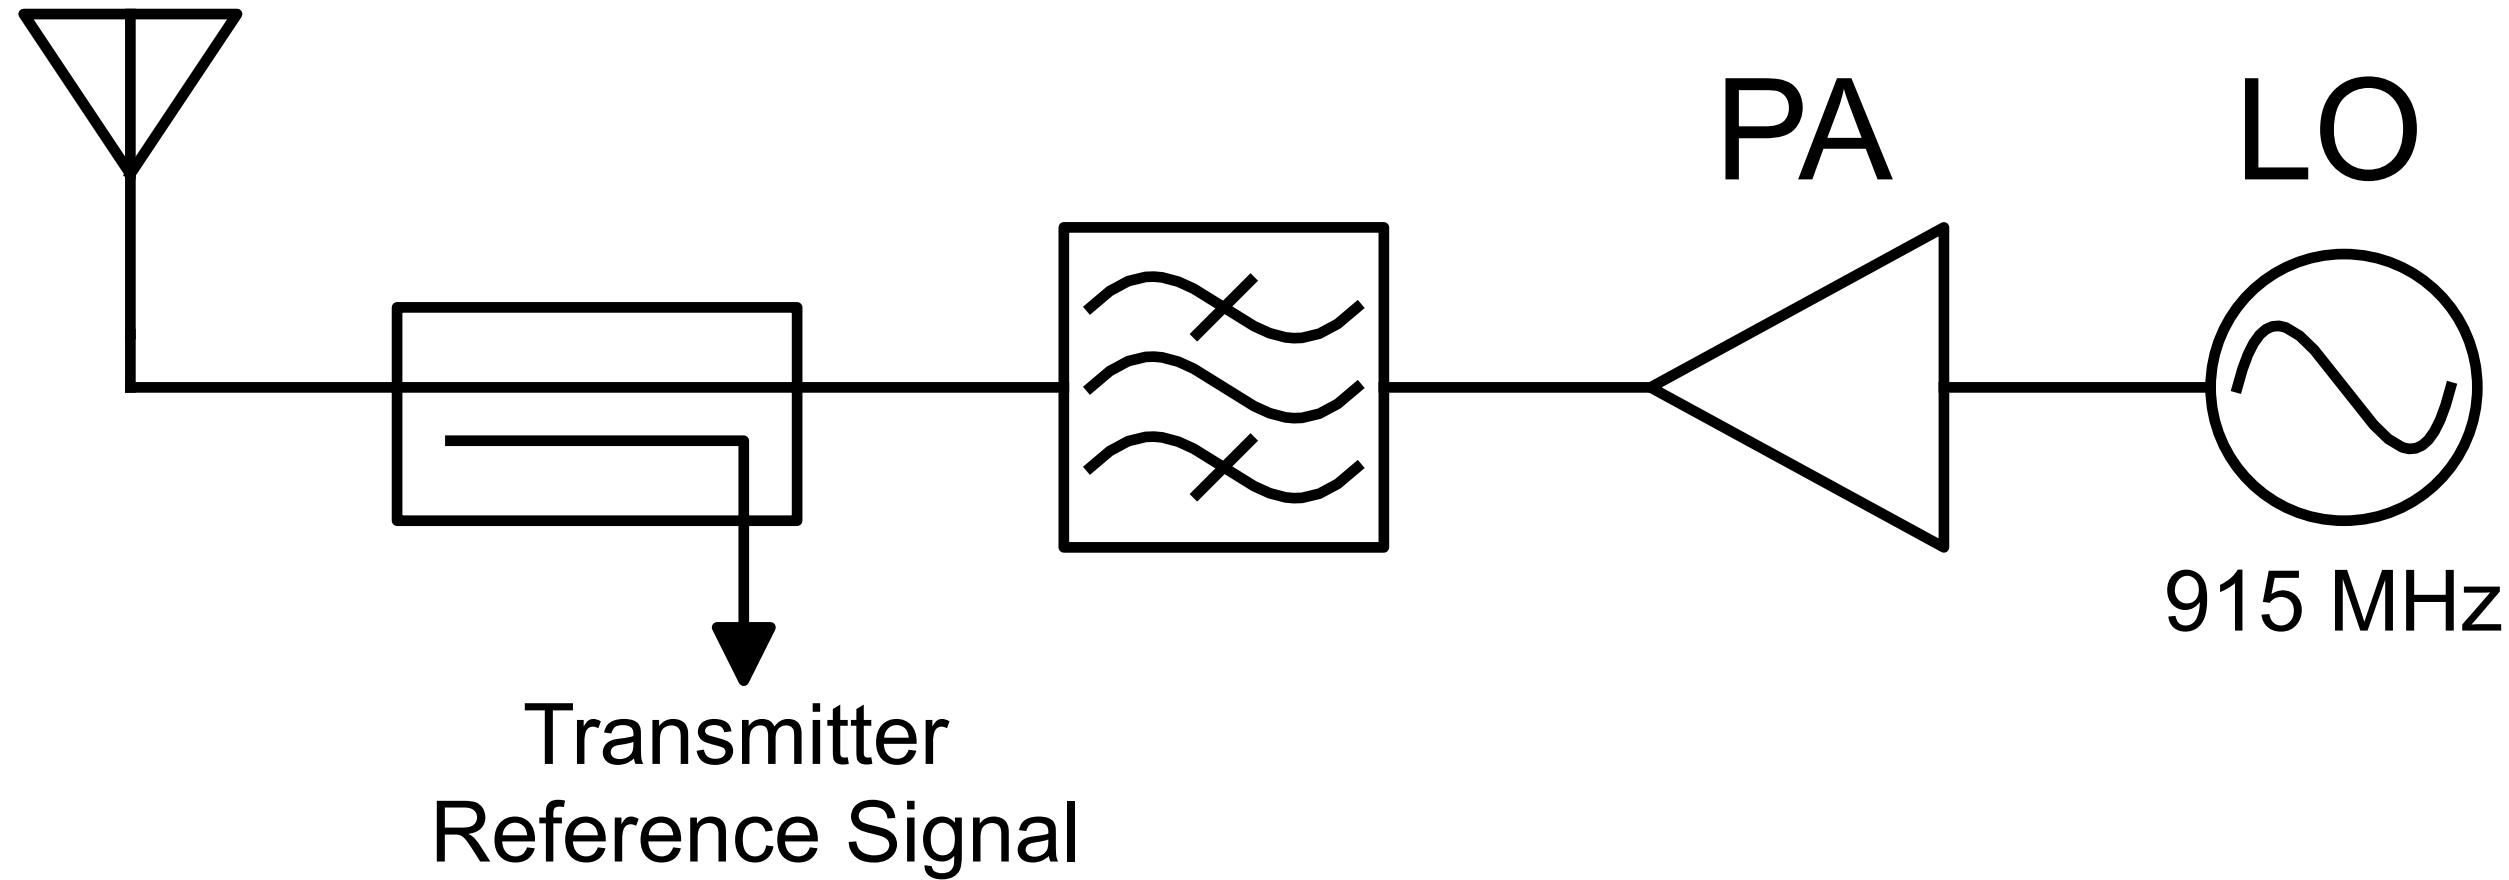 PA
LO
915 MHz
Transmitter
Reference Signal